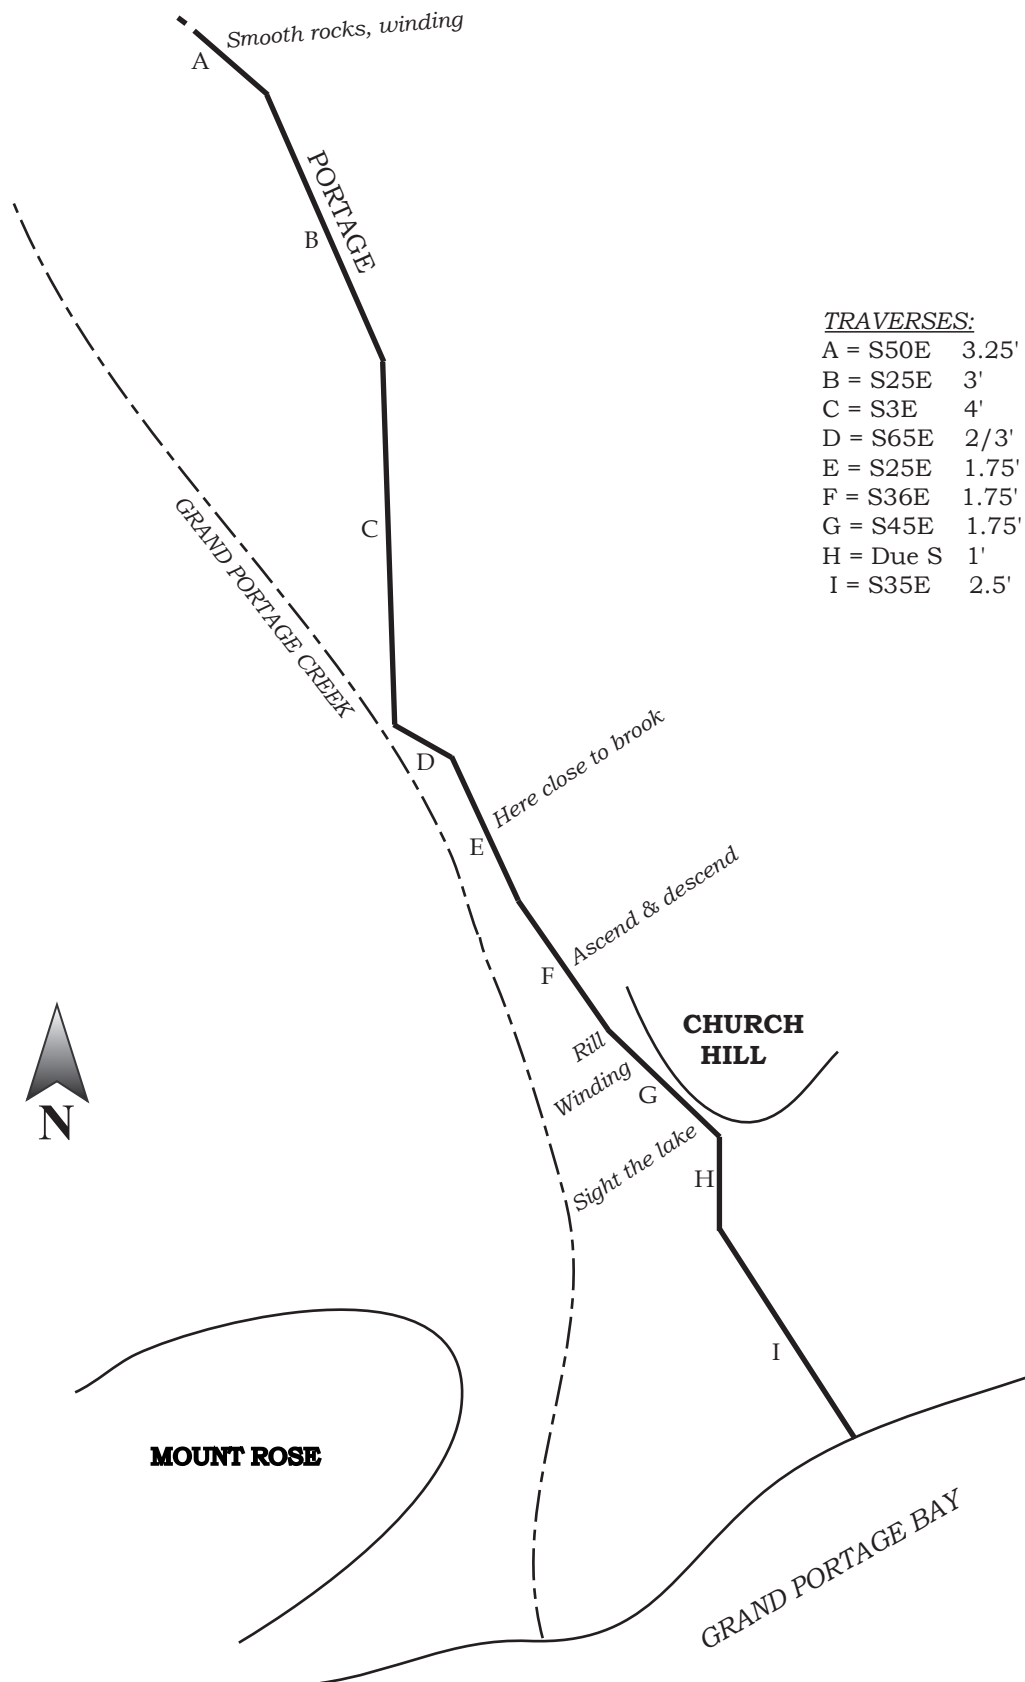 Smooth rocks, winding
A
PORTAGE
B
TRAVERSES:
A = S50E 3.25'
B = S25E 3'
C = S3E 4'
D = S65E 2/3'
E = S25E 1.75'
F = S36E 1.75'
G = S45E 1.75'
H = Due S 1'
I = S35E 2.5'
C
GRAND PORTAGE CREEK
D
Here close to brook
E
Ascend & descend
F
CHURCH
HILL
Rill
Winding
G
N
Sight the lake
H
I
MOUNT ROSE
GRAND PORTAGE BAY